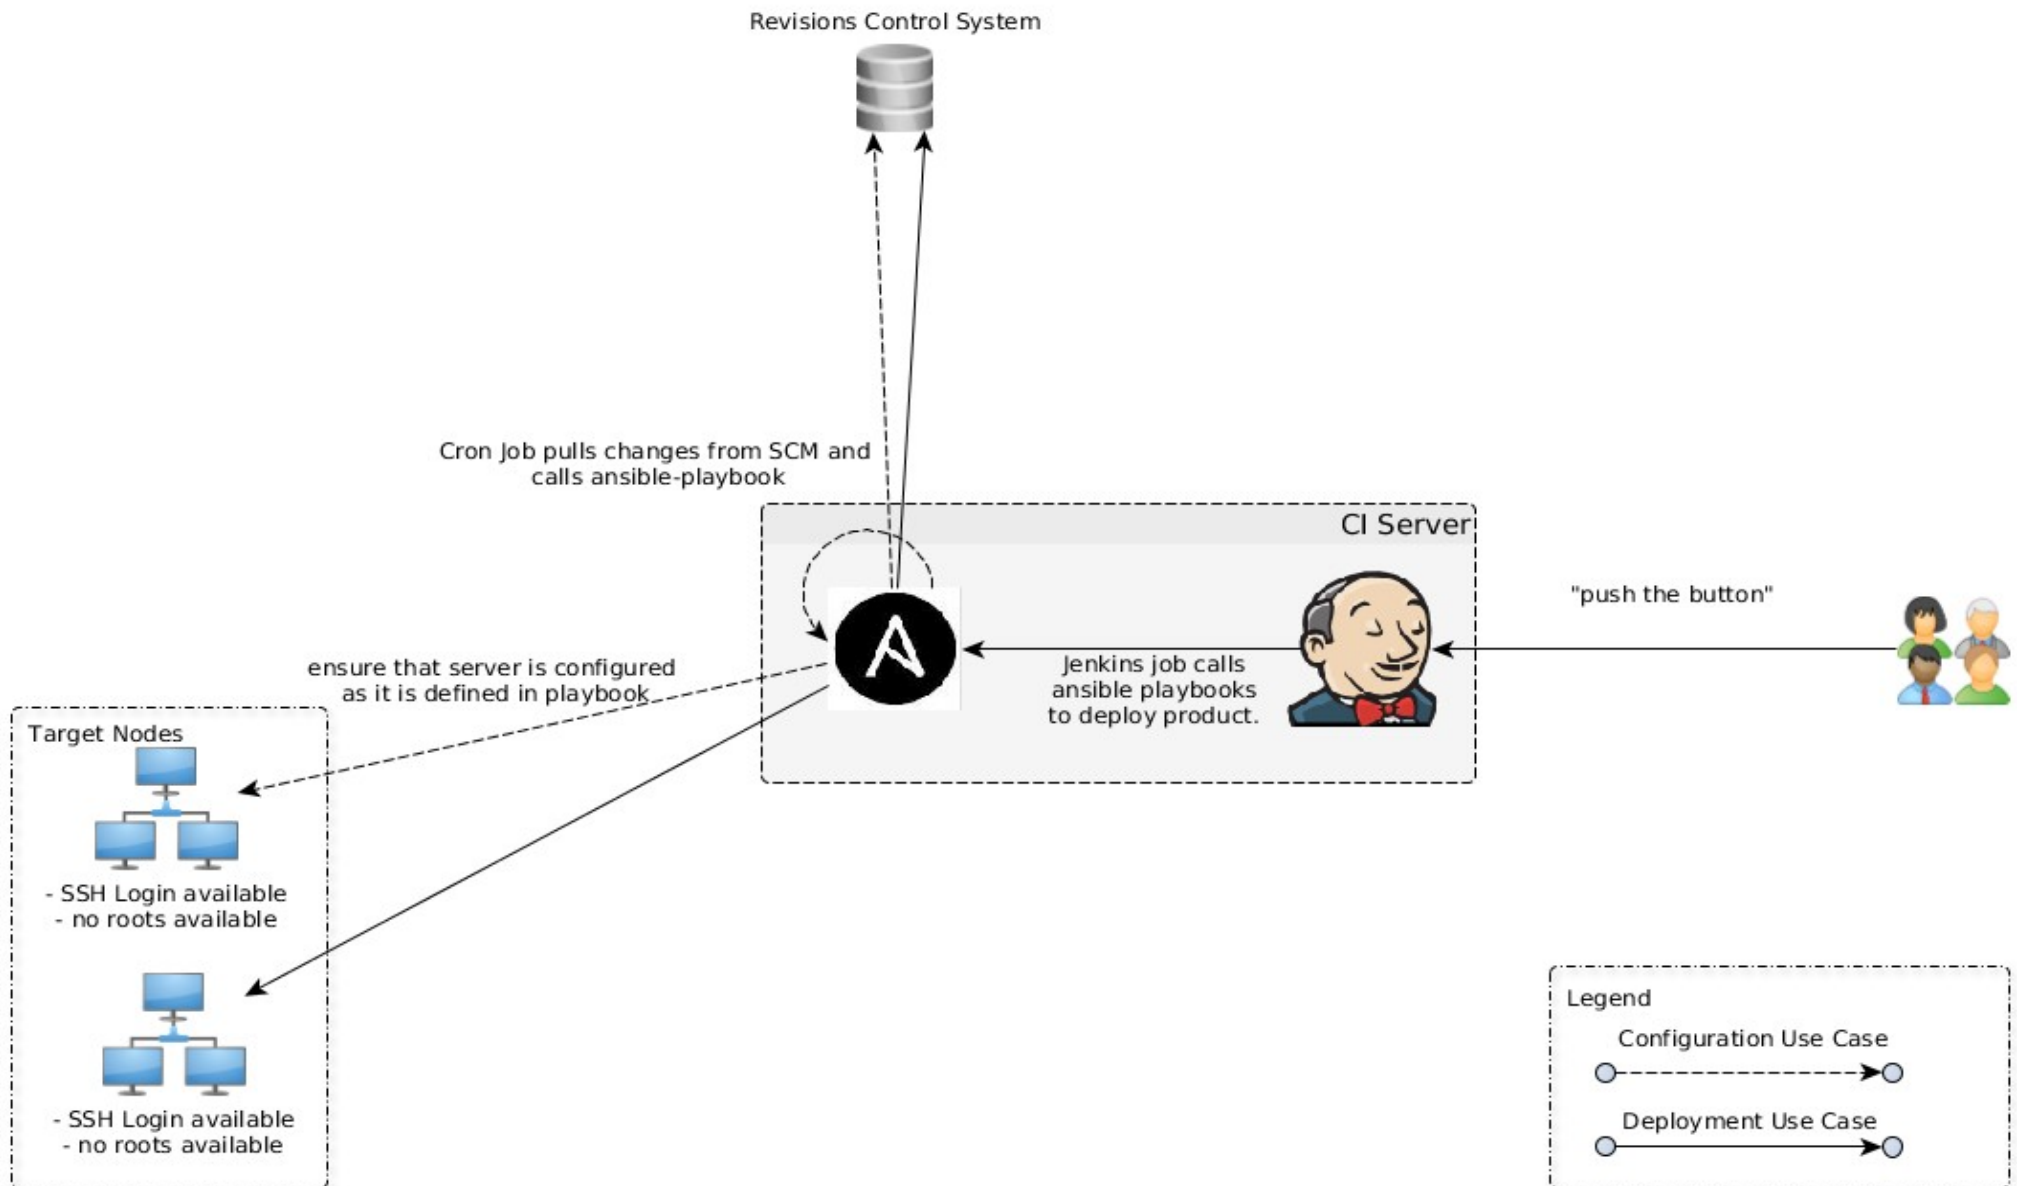 Revisions Control System
Cron Job pulls changes from SCM and
calls ansible-playbook
CI Server
"push the button"
Jenkins job calls
ansible playbooks
to deploy product.
ensure that server is configured
as it is defined in playbook
Target Nodes
- SSH Login available
- no roots available
- SSH Login available
- no roots available
Legend
Configuration Use Case
Deployment Use Case